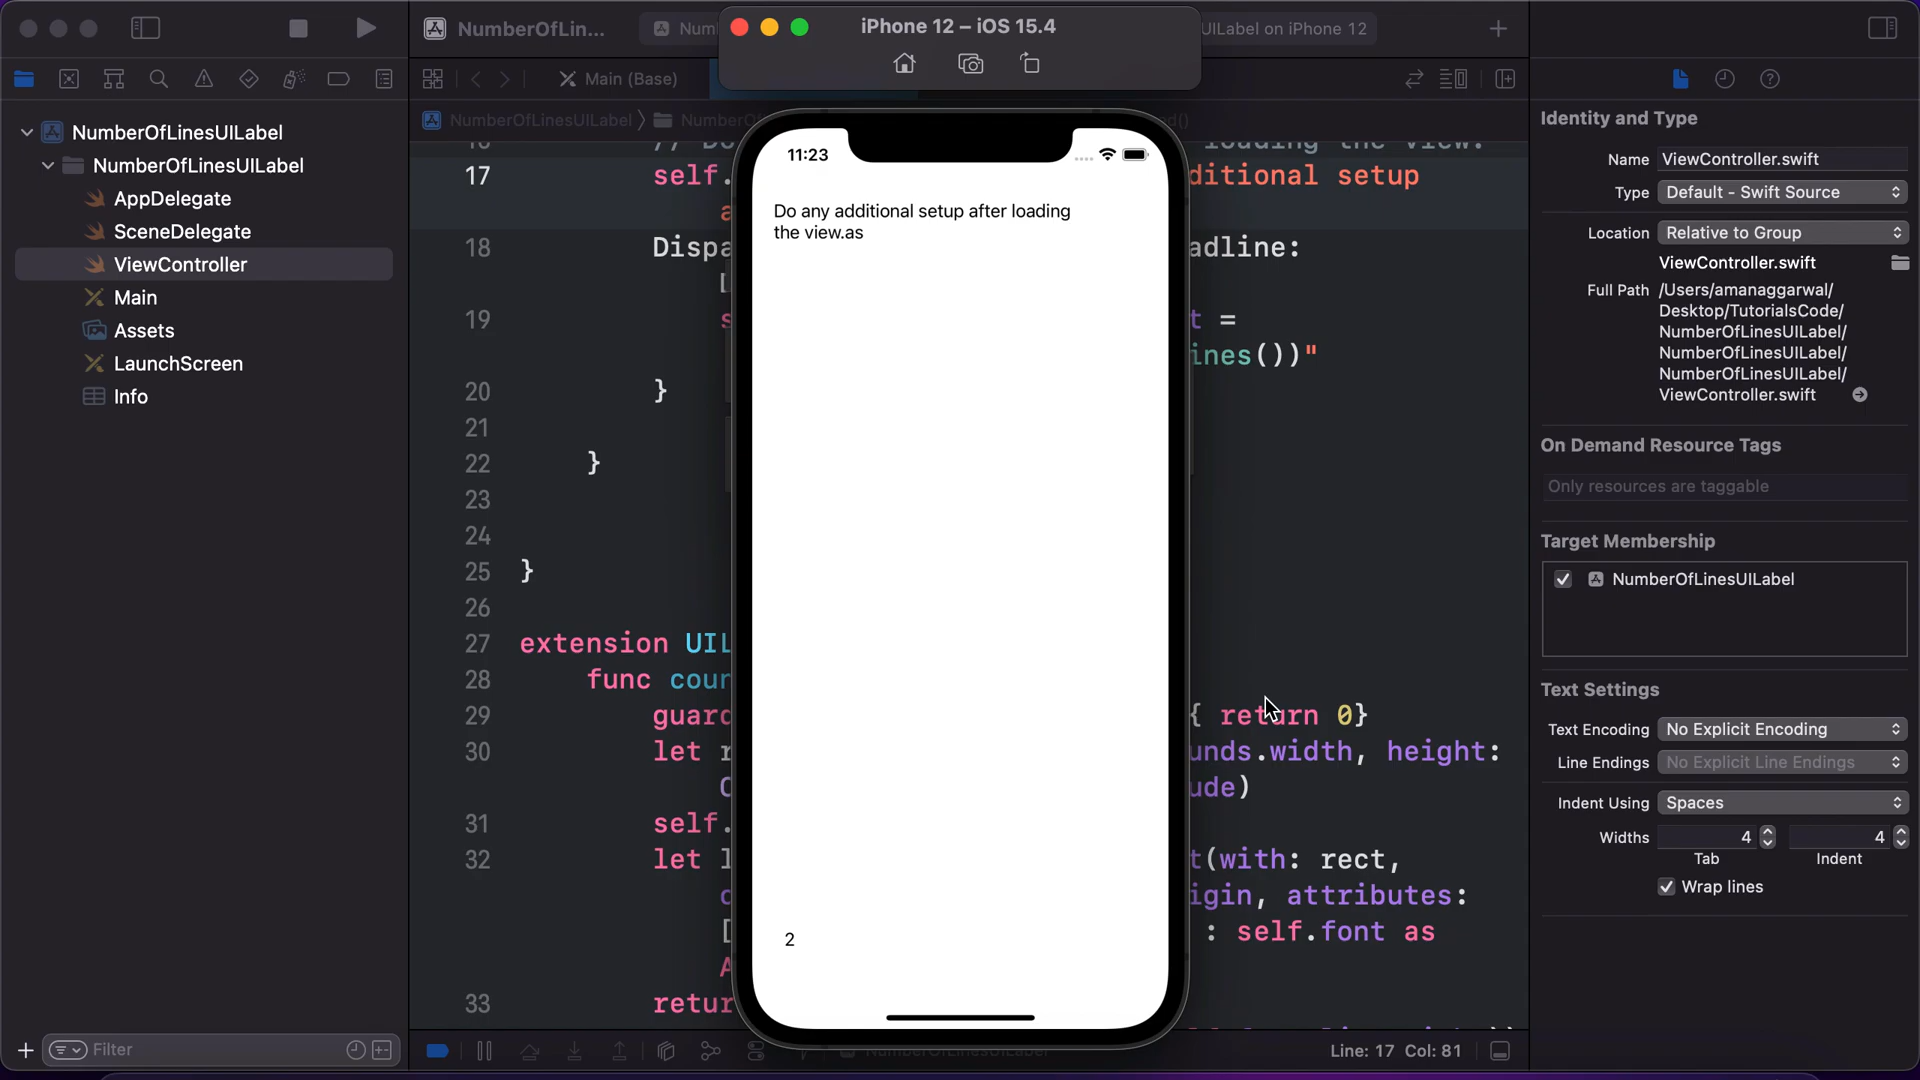 NumberOfLin...
Num
iPhone 12 – iOS 15.4
UILabel on iPhone 12
Main (Base)
NumberOfLinesUILabel
NumberOfLinesUILabel
AppDelegate
SceneDelegate
ViewController
Main
Assets
LaunchScreen
Info
Filter
NumberOfLinesUILabel
loading the view.
17 self. ditional setup
a
18 Dispa adline:
19 t =
ines())"
20 }
21
22 }
23
24
25 }
26
27 extension UIL
28 func cour
29 guard { return 0}
30 let r unds.width, height:
ude)
31 self.
32 let l t(with: rect,
igin, attributes:
[ : self.font as
A
33 retur
11:23
Do any additional setup after loading
the view.as
2
Line: 17 Col: 81
Identity and Type
Name ViewController.swift
Type Default - Swift Source
Location Relative to Group
ViewController.swift
Full Path /Users/amanaggarwal/
Desktop/TutorialsCode/
NumberOfLinesUILabel/
NumberOfLinesUILabel/
NumberOfLinesUILabel/
ViewController.swift
On Demand Resource Tags
Only resources are taggable
Target Membership
NumberOfLinesUILabel
Text Settings
Text Encoding No Explicit Encoding
Line Endings No Explicit Line Endings
Indent Using Spaces
Widths 4 4
Tab Indent
Wrap lines